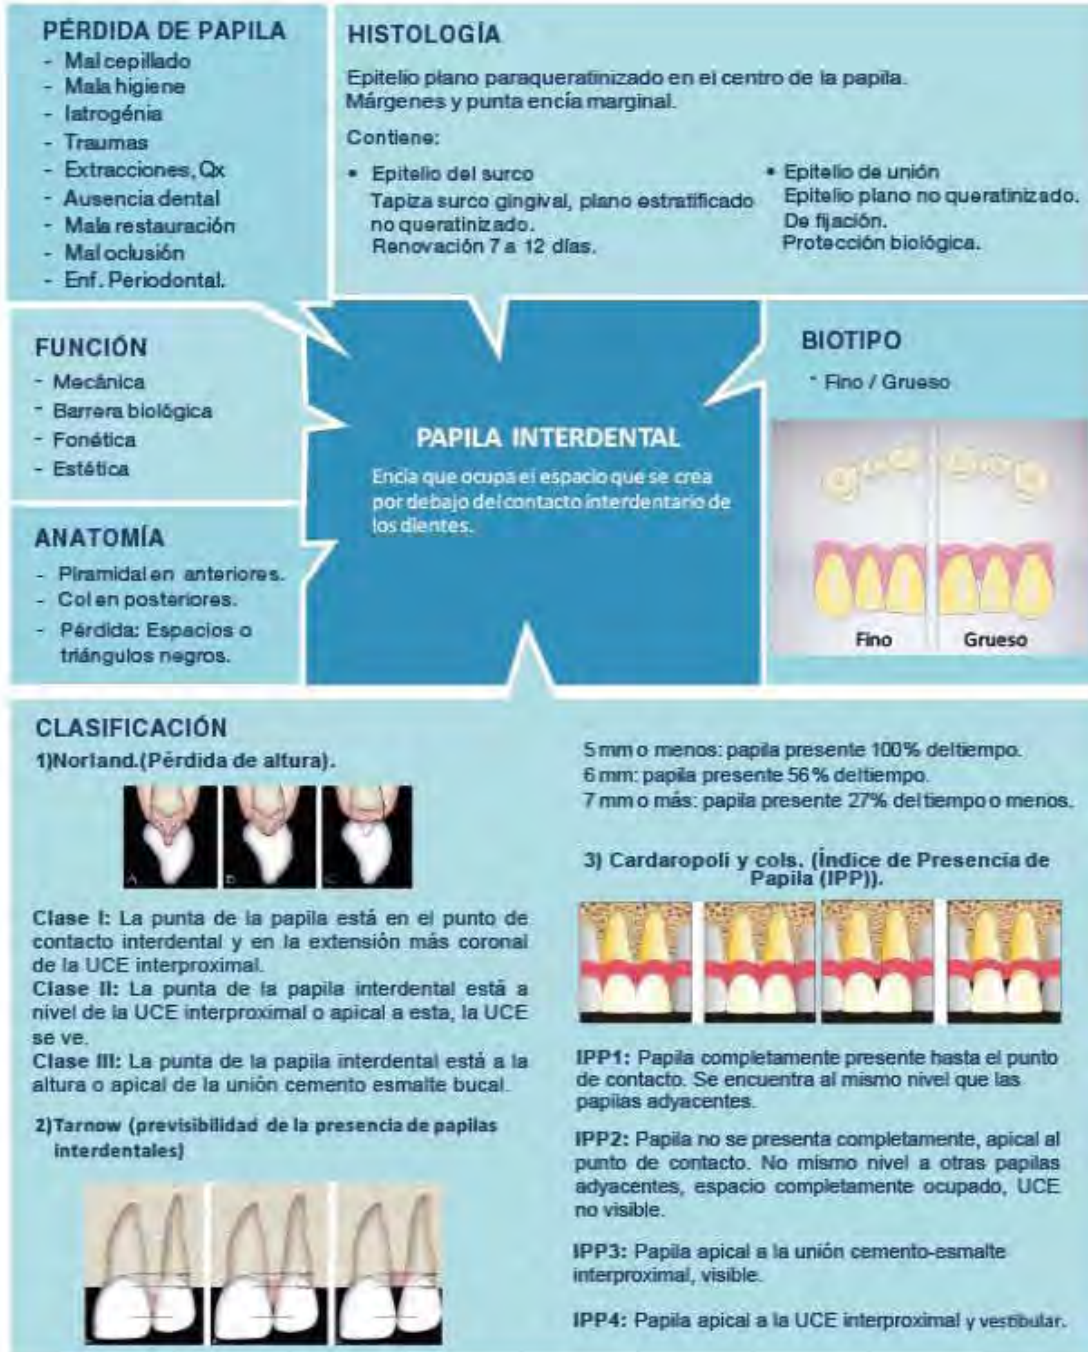 PÉRDIDA DE PAPILA
- Mal cepillado
- Mala higiene
- Iatrogénia
- Traumas
- Extracciones, Qx
- Ausencia dental
- Mala restauración
- Mal oclusión
- Enf. Periodontal.
HISTOLOGÍA
Epitelio plano paraqueratinizado en el centro de la papila.
Márgenes y punta encía marginal.
Contiene:
• Epitelio del surco
Tapiza surco gingival, plano estratificado
no queratinizado.
Renovación 7 a 12 días.
• Epitelio de unión
Epitelio plano no queratinizado.
De fijación.
Protección biológica.
FUNCIÓN
- Mecánica
- Barrera biológica
- Fonética
- Estética
ANATOMÍA
- Piramidal en anteriores.
- Col en posteriores.
- Pérdida: Espacios o
triángulos negros.
PAPILA INTERDENTAL
Encía que ocupa el espacio que se crea
por debajo del contacto interdentario de
los dientes.
BIOTIPO
- Fino / Grueso
Fino Grueso
CLASIFICACIÓN
1)Norland.(Pérdida de altura).
A B C
Clase I: La punta de la papila está en el punto de
contacto interdental y en la extensión más coronal
de la UCE interproximal.
Clase II: La punta de la papila interdental está a
nivel de la UCE interproximal o apical a esta, la UCE
se ve.
Clase III: La punta de la papila interdental está a la
altura o apical de la unión cemento esmalte bucal.
2)Tarnow (previsibilidad de la presencia de papilas
interdentales)
5 mm o menos: papila presente 100% del tiempo.
6 mm: papila presente 56% del tiempo.
7 mm o más: papila presente 27% del tiempo o menos.
3) Cardaropoli y cols. (Índice de Presencia de
Papila (IPP)).
IPP1: Papila completamente presente hasta el punto
de contacto. Se encuentra al mismo nivel que las
papilas adyacentes.
IPP2: Papila no se presenta completamente, apical al
punto de contacto. No mismo nivel a otras papilas
adyacentes, espacio completamente ocupado, UCE
no visible.
IPP3: Papila apical a la unión cemento-esmalte
interproximal, visible.
IPP4: Papila apical a la UCE interproximal y vestibular.